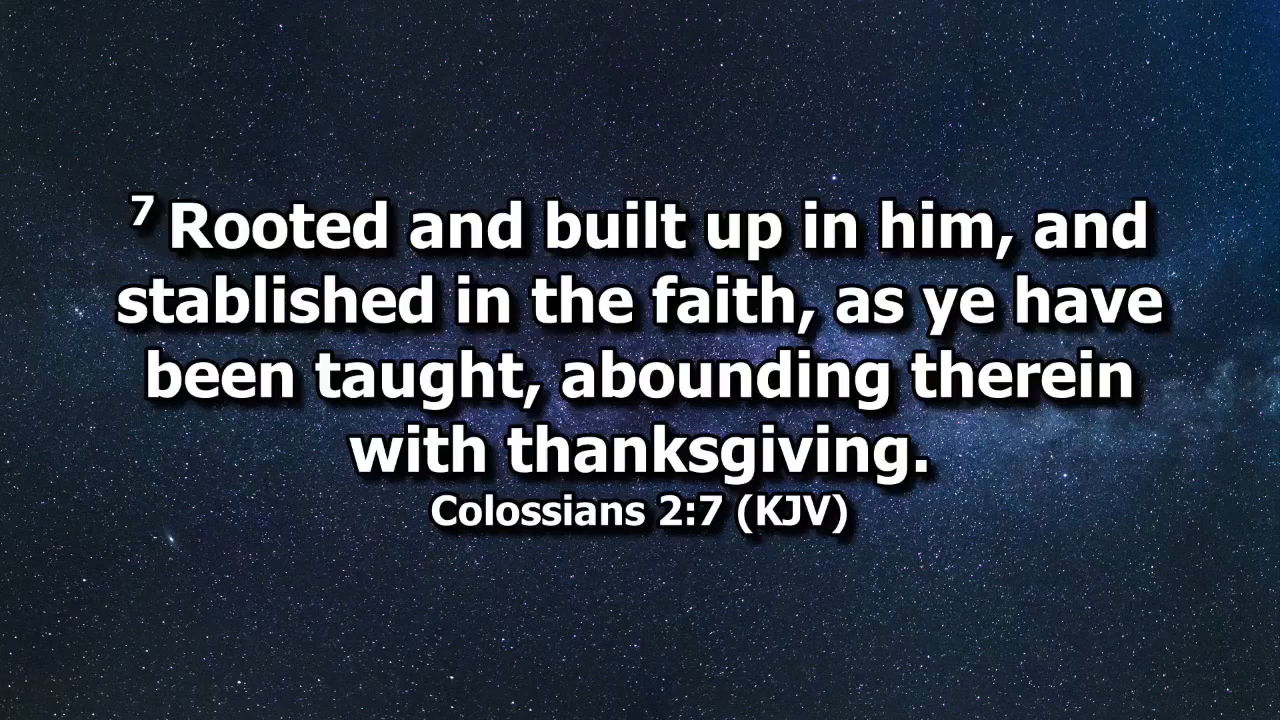 7 Rooted and built up in him, and
stablished in the faith, as ye have
been taught, abounding therein
with thanksgiving.
Colossians 2:7 (KJV)